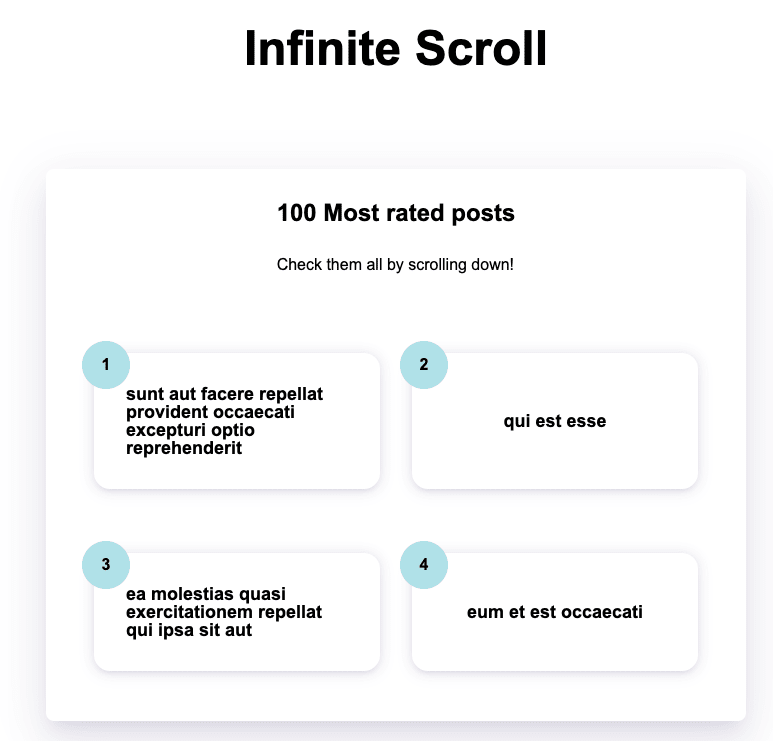 Infinite Scroll
100 Most rated posts
Check them all by scrolling down!
1
sunt aut facere repellat
provident occaecati
excepturi optio
reprehenderit
2
qui est esse
3
ea molestias quasi
exercitationem repellat
qui ipsa sit aut
4
eum et est occaecati